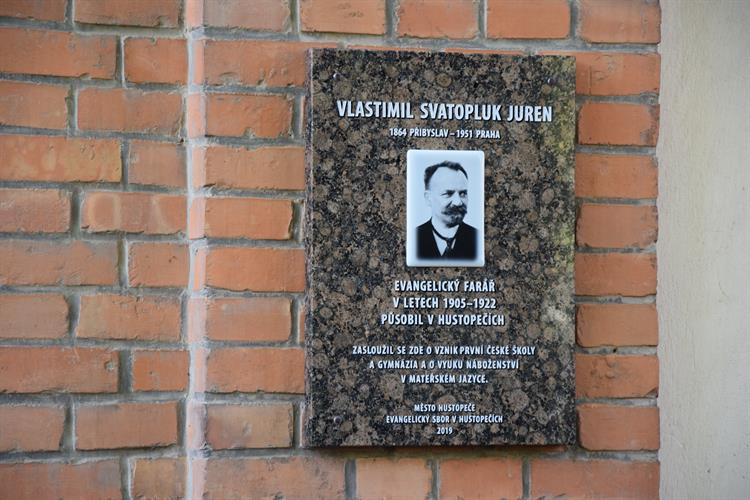 VLASTIMIL SVATOPLUK JUREN
1864 PŘIBYSLAV – 1951 PRAHA
EVANGELICKÝ FARÁŘ
V LETECH 1905–1922
PŮSOBIL V HUSTOPEČÍCH
ZASLOUŽIL SE ZDE O VZNIK PRVNÍ ČESKÉ ŠKOLY
A GYMNÁZIA A O VÝUKU NÁBOŽENSTVÍ
V MATEŘSKÉM JAZYCE.
MĚSTO HUSTOPEČE
EVANGELICKÝ SBOR V HUSTOPEČÍCH
2019